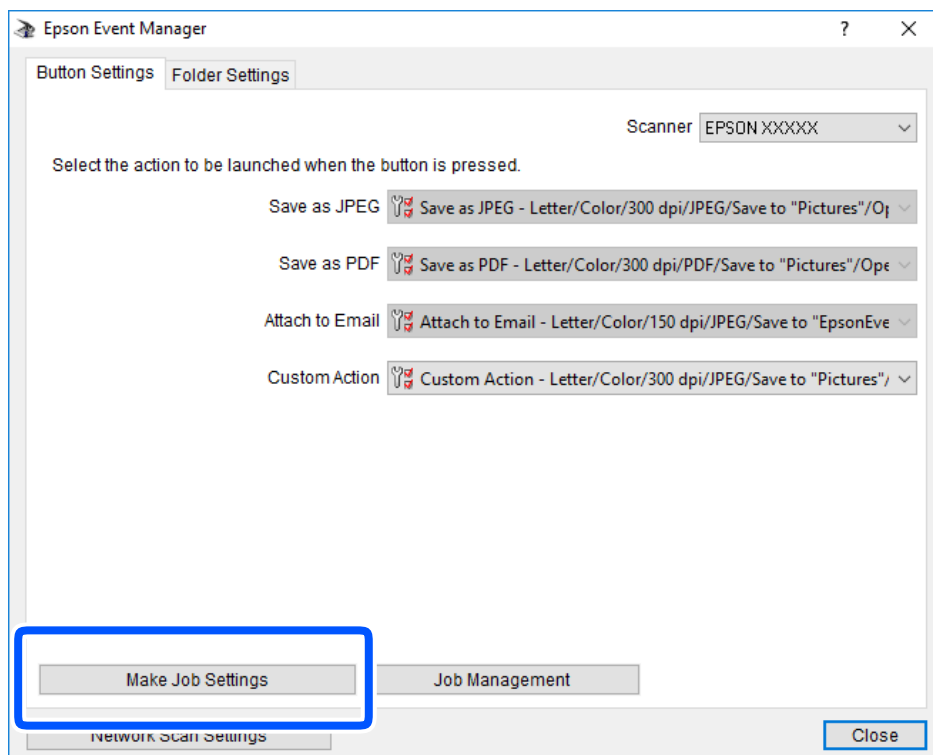 Epson Event Manager
Button Settings
Folder Settings
Scanner
EPSON XXXXX
Select the action to be launched when the button is pressed.
Save as JPEG
Save as JPEG - Letter/Color/300 dpi/JPEG/Save to "Pictures"/Op
Save as PDF
Save as PDF - Letter/Color/300 dpi/PDF/Save to "Pictures"/Ope
Attach to Email
Attach to Email - Letter/Color/150 dpi/JPEG/Save to "EpsonEve
Custom Action
Custom Action - Letter/Color/300 dpi/JPEG/Save to "Pictures"/
Make Job Settings
Job Management
Network Scan Settings
Close